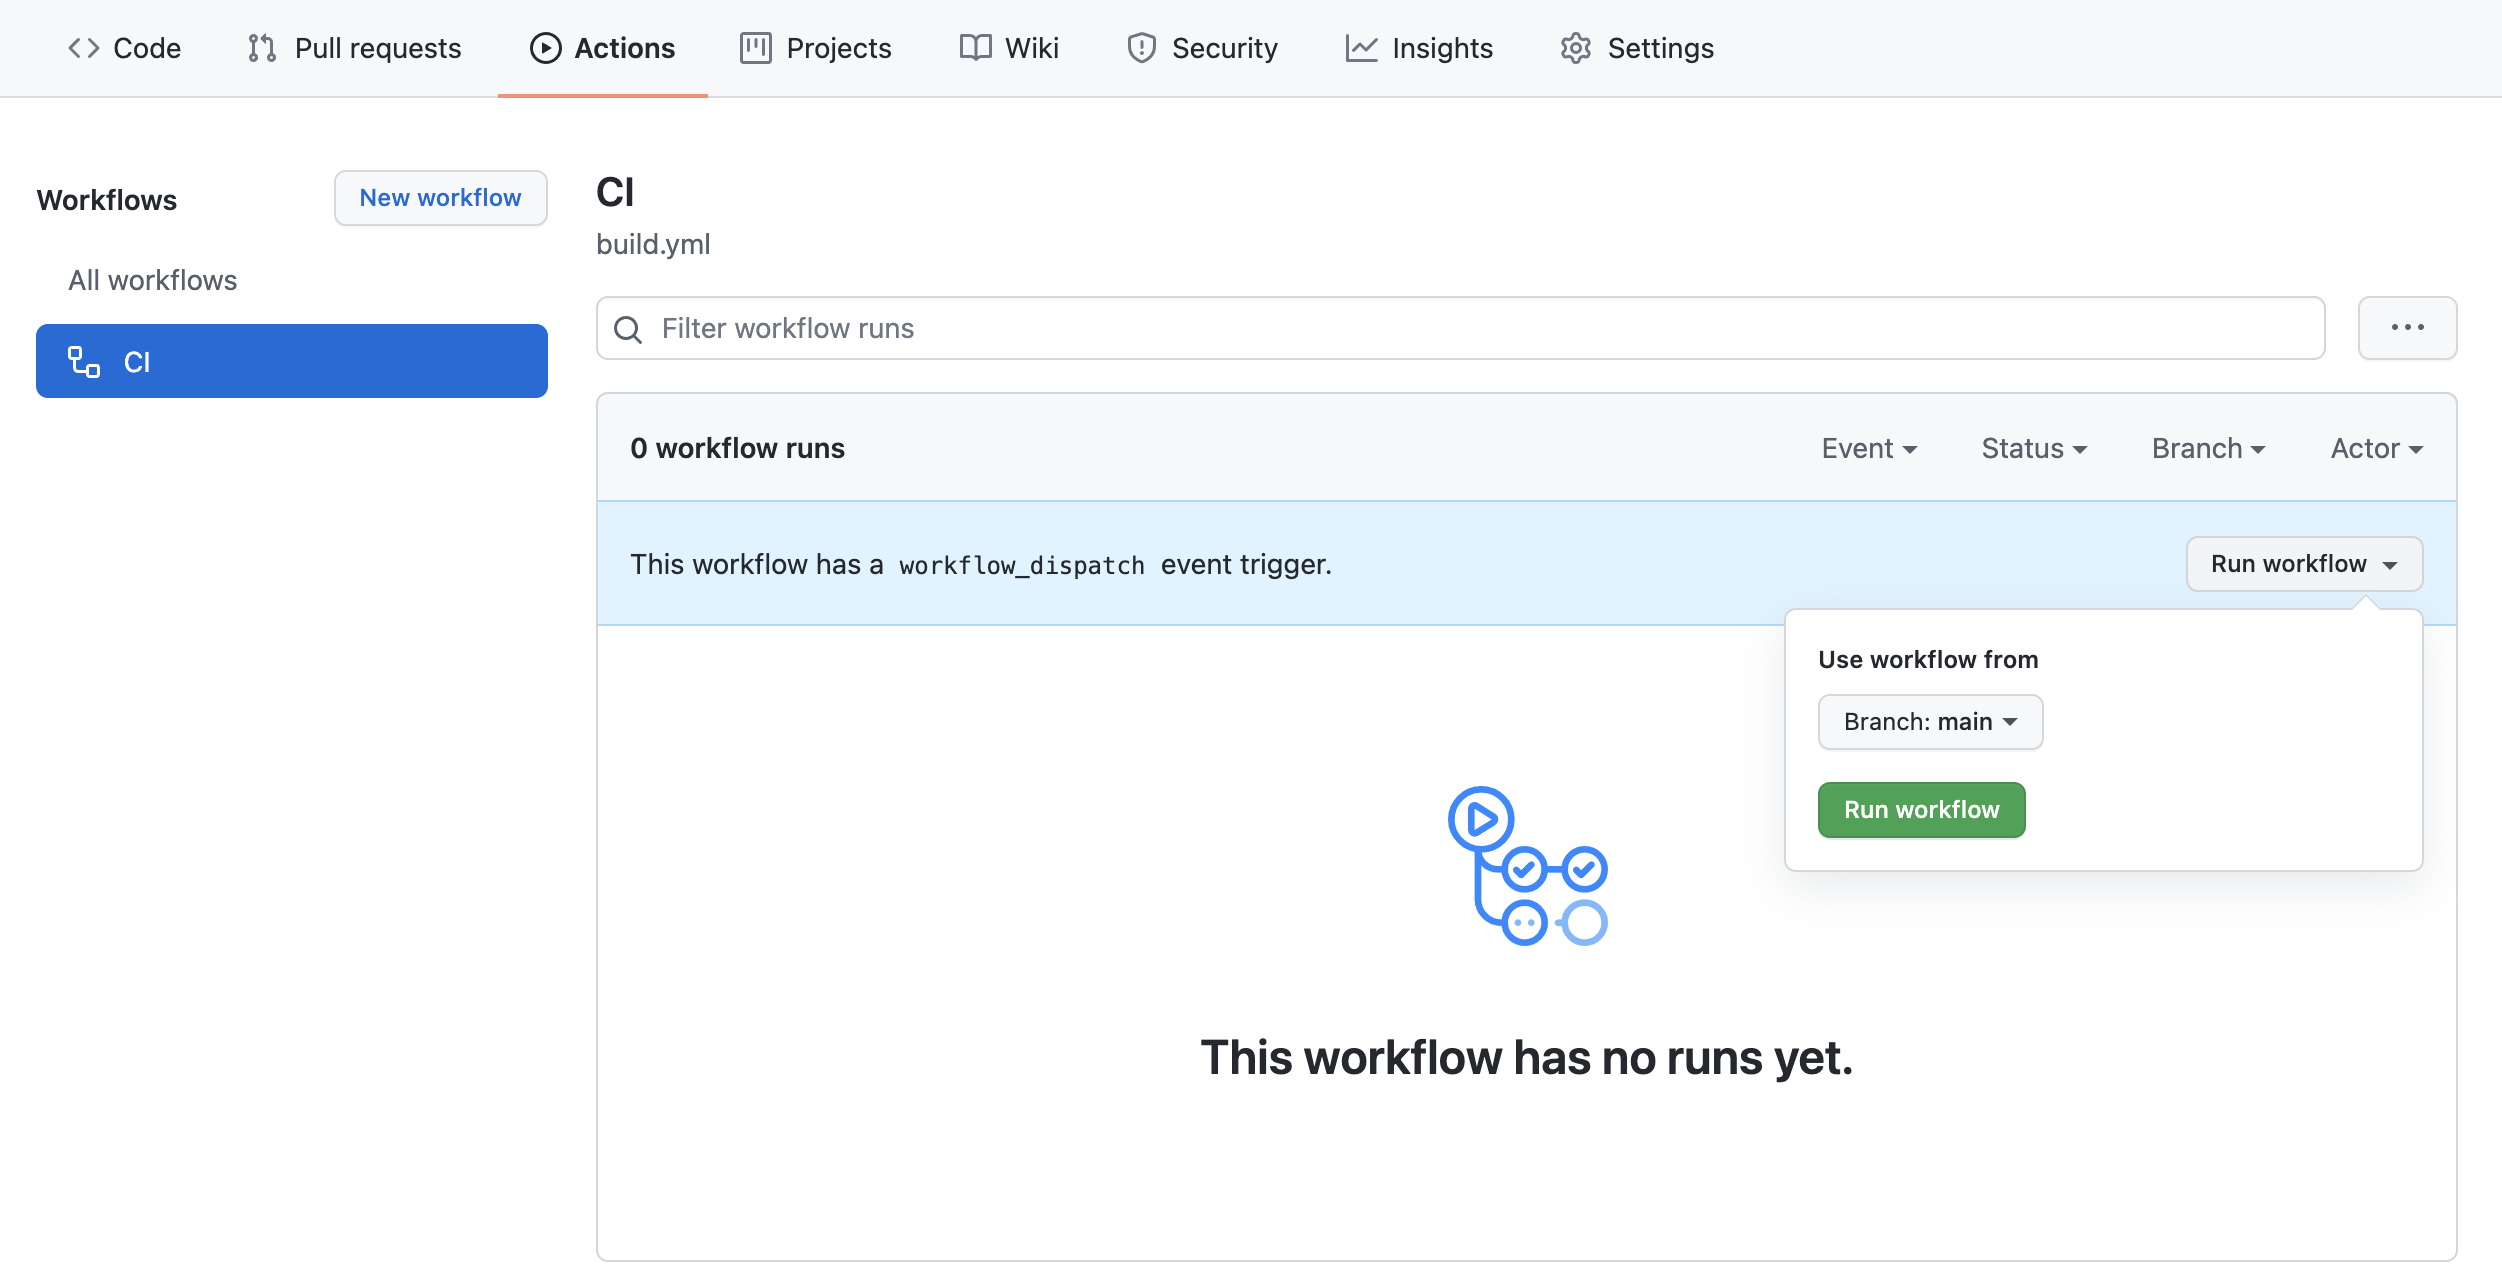 Code Pull requests Actions Projects Wiki Security Insights Settings
Workflows
New workflow
All workflows
CI
CI
build.yml
Filter workflow runs
0 workflow runs
Event Status Branch Actor
This workflow has a workflow_dispatch event trigger.
Run workflow
Use workflow from
Branch: main
Run workflow
This workflow has no runs yet.